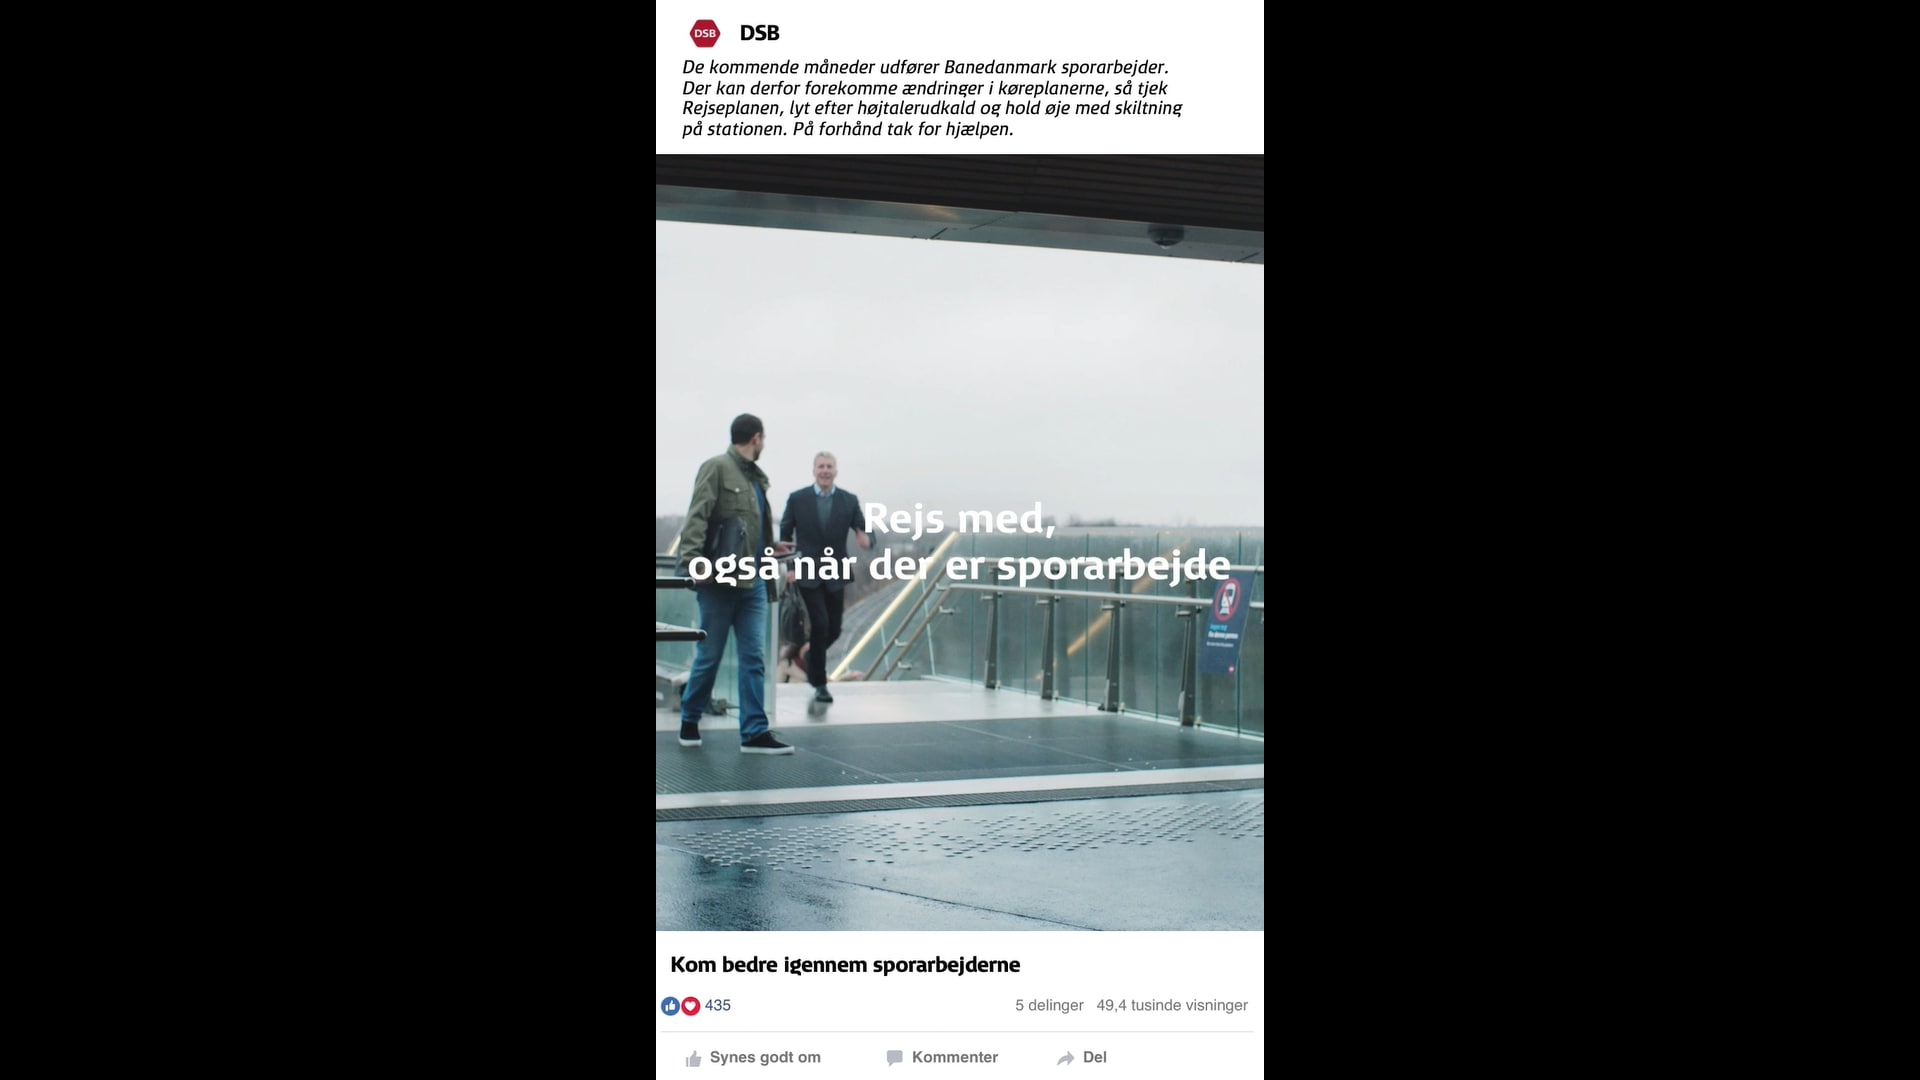 DSB
DSB
De kommende måneder udfører Banedanmark sporarbejder.
Der kan derfor forekomme ændringer i køreplanerne, så tjek
Rejseplanen, lyt efter højtalerudkald og hold øje med skiltning
på stationen. På forhånd tak for hjælpen.
Rejs med,
også når der er sporarbejde
Kom bedre igennem sporarbejderne
435
5 delinger 49,4 tusinde visninger
Synes godt om Kommenter Del